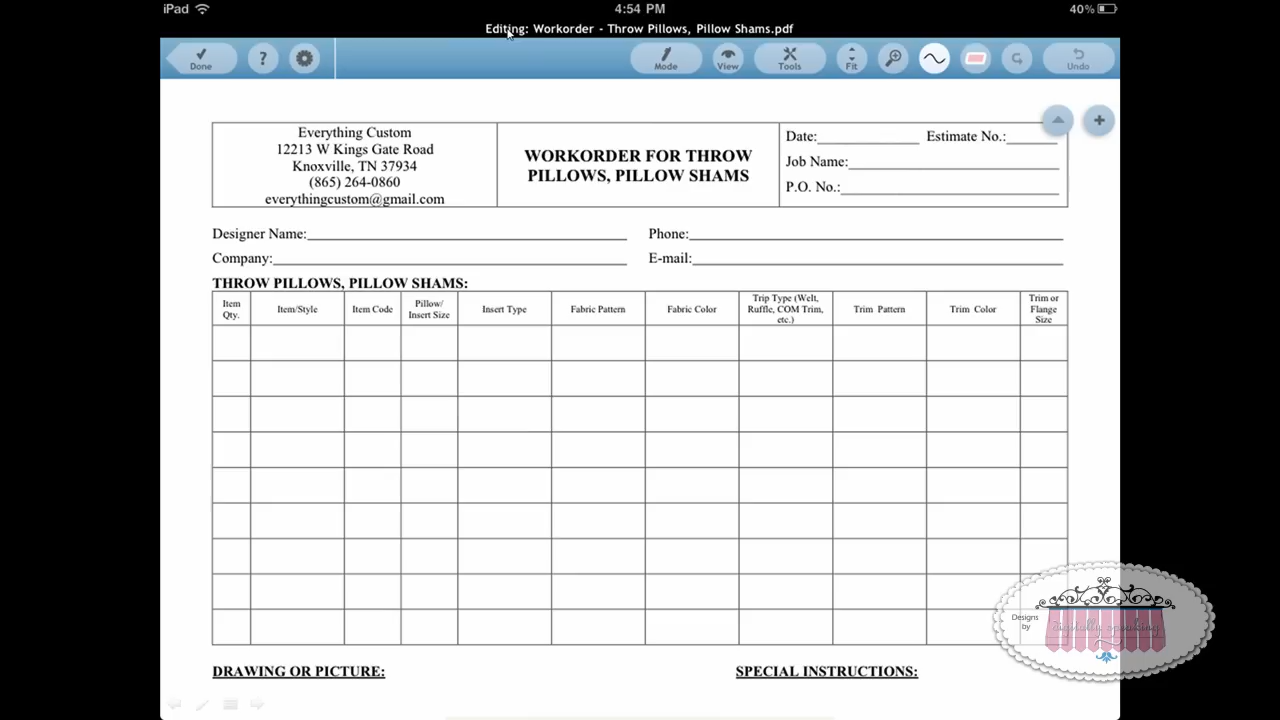 iPad
4:54 PM
40%
Editing: Workorder - Throw Pillows, Pillow Shams.pdf
Done
?
Mode
View
Tools
Fit
Undo
Everything Custom
12213 W Kings Gate Road
Knoxville, TN 37934
(865) 264-0860
everythingcustom@gmail.com
WORKORDER FOR THROW
PILLOWS, PILLOW SHAMS
Date: Estimate No.:
Job Name:
P.O. No.:
Designer Name: Phone:
Company: E-mail:
THROW PILLOWS, PILLOW SHAMS:
Item Qty.
Item/Style
Item Code
Pillow/
Insert Size
Insert Type
Fabric Pattern
Fabric Color
Trip Type (Welt,
Ruffle, COM Trim,
etc.)
Trim Pattern
Trim Color
Trim or
Flange
Size
DRAWING OR PICTURE: SPECIAL INSTRUCTIONS:
Designs
by
Digitally Speaking